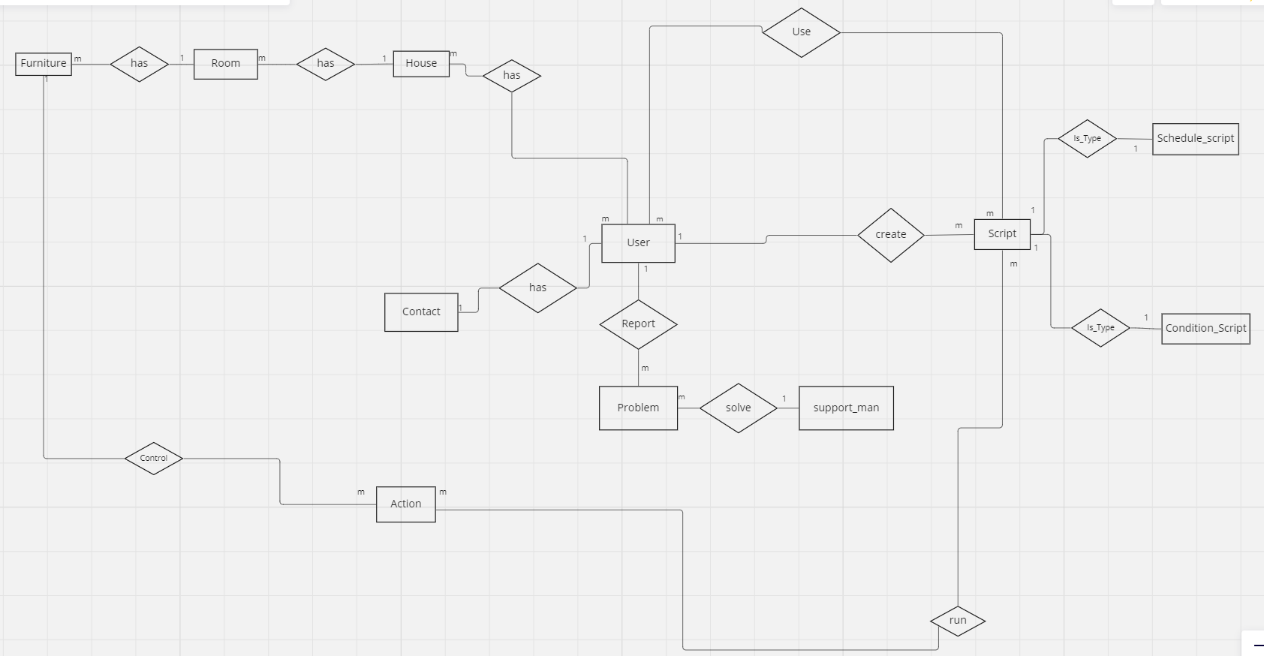 Use
m
1
m
1
m
Furniture
has
Room
has
House
has
1
Is_Type
Schedule_script
1
m
m
m
1
User
1
create
m
Script
1
1
1
m
has
Contact
1
Report
1
Is_Type
Condition_Script
m
Problem
m
solve
1
support_man
Control
m
Action
m
run